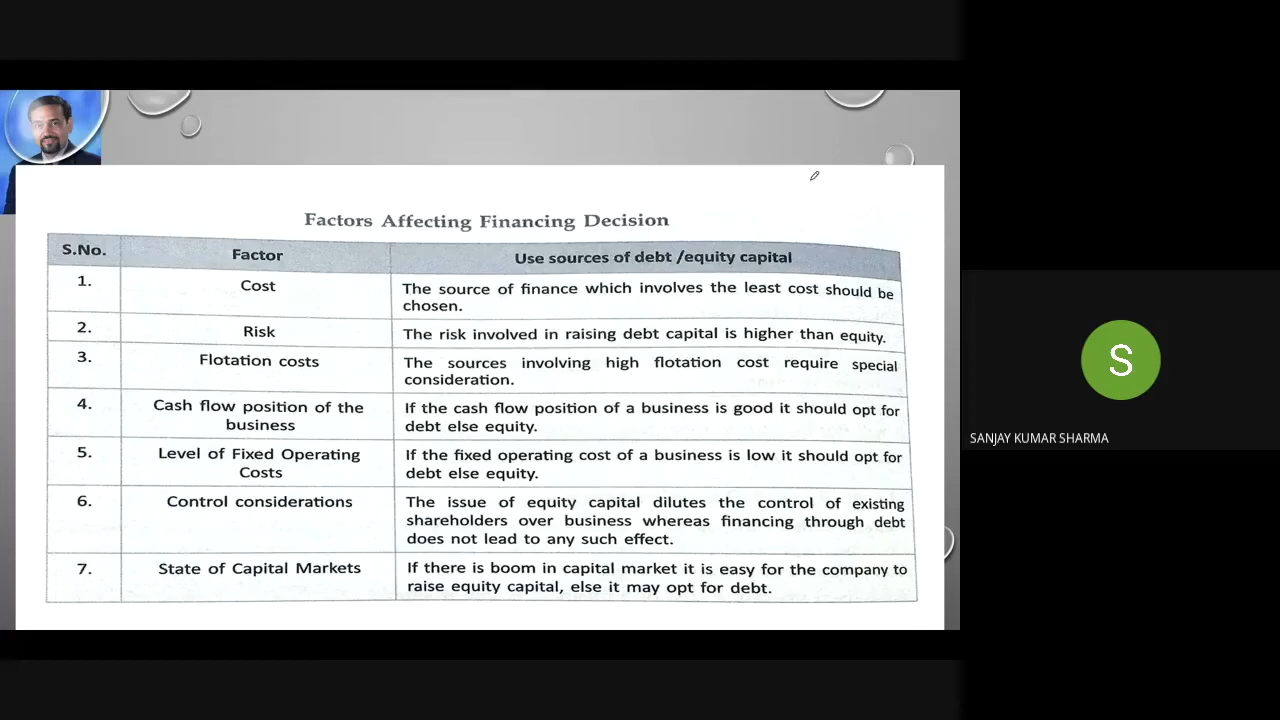 Factors Affecting Financing Decision
S.No. Factor Use sources of debt /equity capital
1. Cost The source of finance which involves the least cost should be
chosen.
2. Risk The risk involved in raising debt capital is higher than equity.
3. Flotation costs The sources involving high flotation cost require special
consideration.
4. Cash flow position of the If the cash flow position of a business is good it should opt for
business debt else equity.
5. Level of Fixed Operating If the fixed operating cost of a business is low it should opt for
Costs debt else equity.
6. Control considerations The issue of equity capital dilutes the control of existing
shareholders over business whereas financing through debt
does not lead to any such effect.
7. State of Capital Markets If there is boom in capital market it is easy for the company to
raise equity capital, else it may opt for debt.
S
SANJAY KUMAR SHARMA